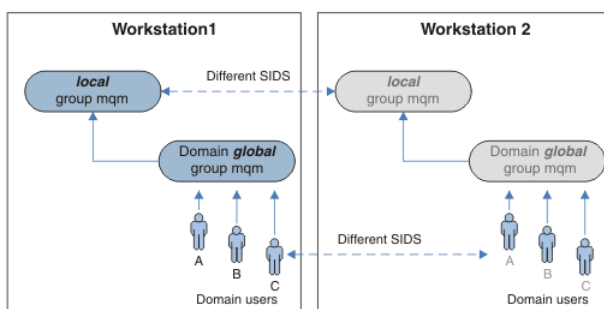 Workstation1
local
group mqm
Domain global
group mqm
A
B
C
Domain users
Different SIDS
Different SIDS
Workstation 2
local
group mqm
Domain global
group mqm
A
B
C
Domain users